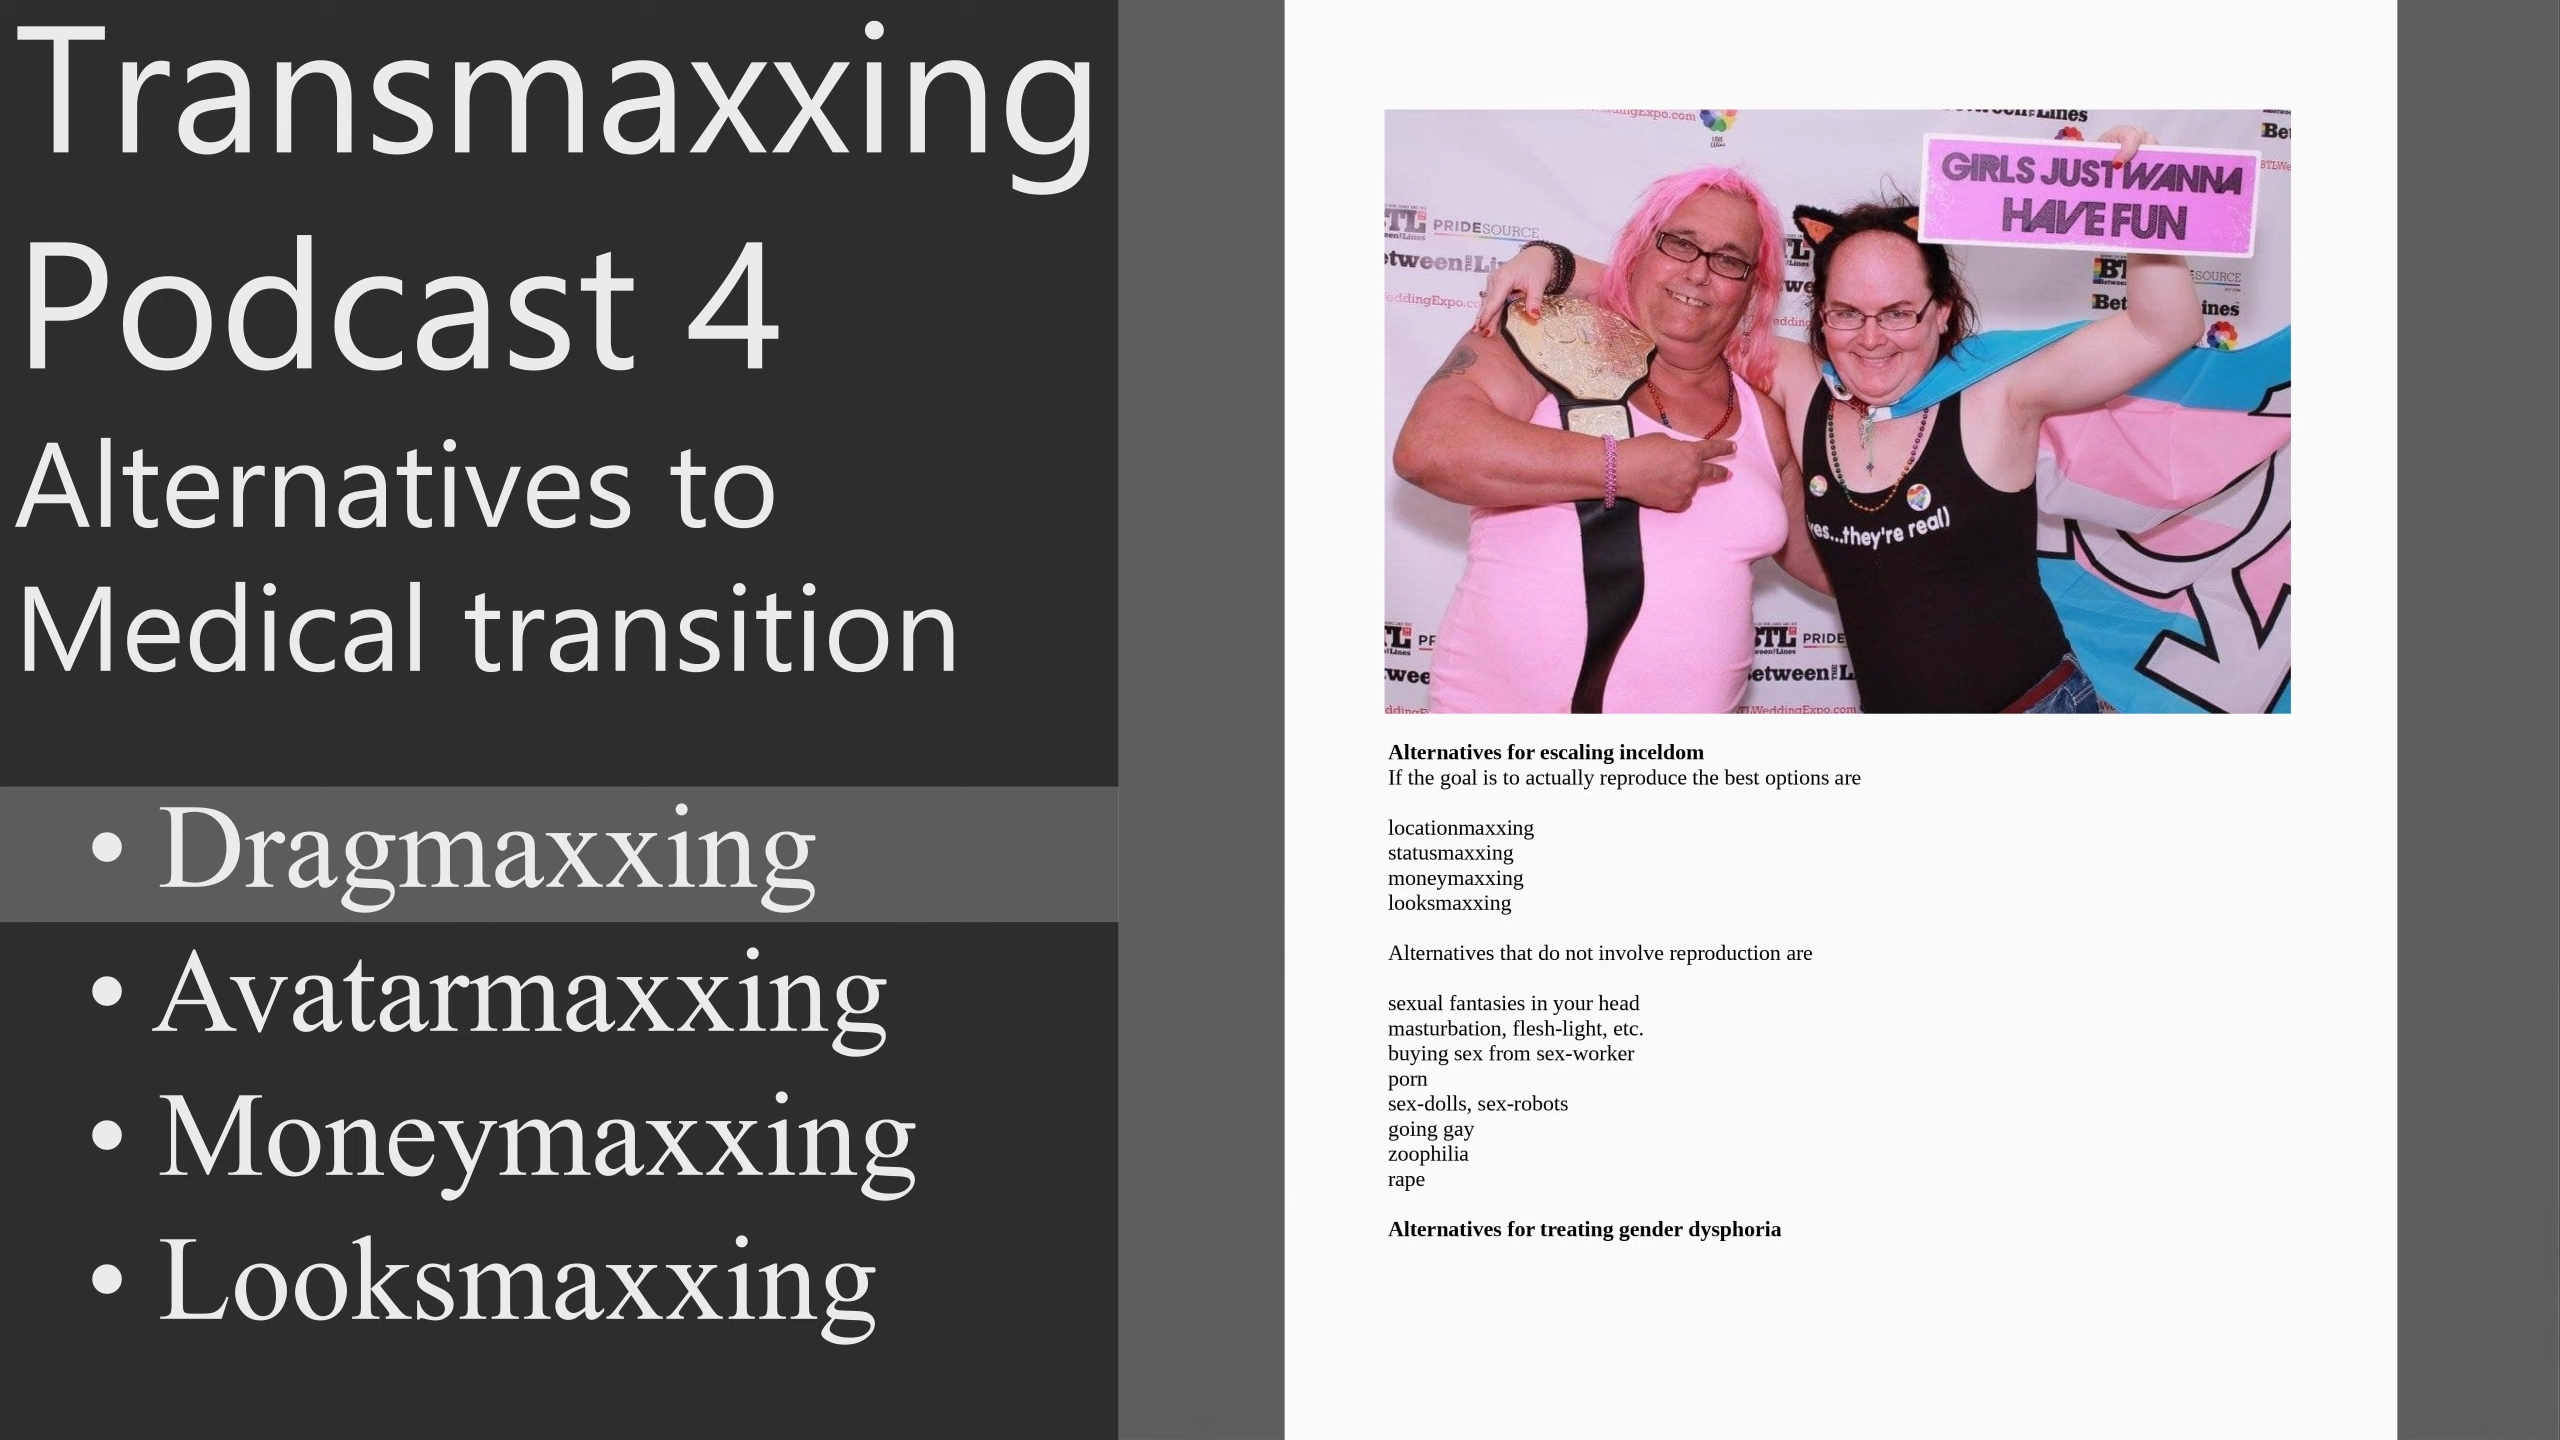 Transmaxxing
Podcast 4
Alternatives to
Medical transition
• Dragmaxxing
• Avatarmaxxing
• Moneymaxxing
• Looksmaxxing
GIRLS JUST WANNA
HAVE FUN
PRIDESOURCE
(yes...they're real)
Alternatives for escaling inceldom
If the goal is to actually reproduce the best options are
locationmaxxing
statusmaxxing
moneymaxxing
looksmaxxing
Alternatives that do not involve reproduction are
sexual fantasies in your head
masturbation, flesh-light, etc.
buying sex from sex-worker
porn
sex-dolls, sex-robots
going gay
zoophilia
rape
Alternatives for treating gender dysphoria